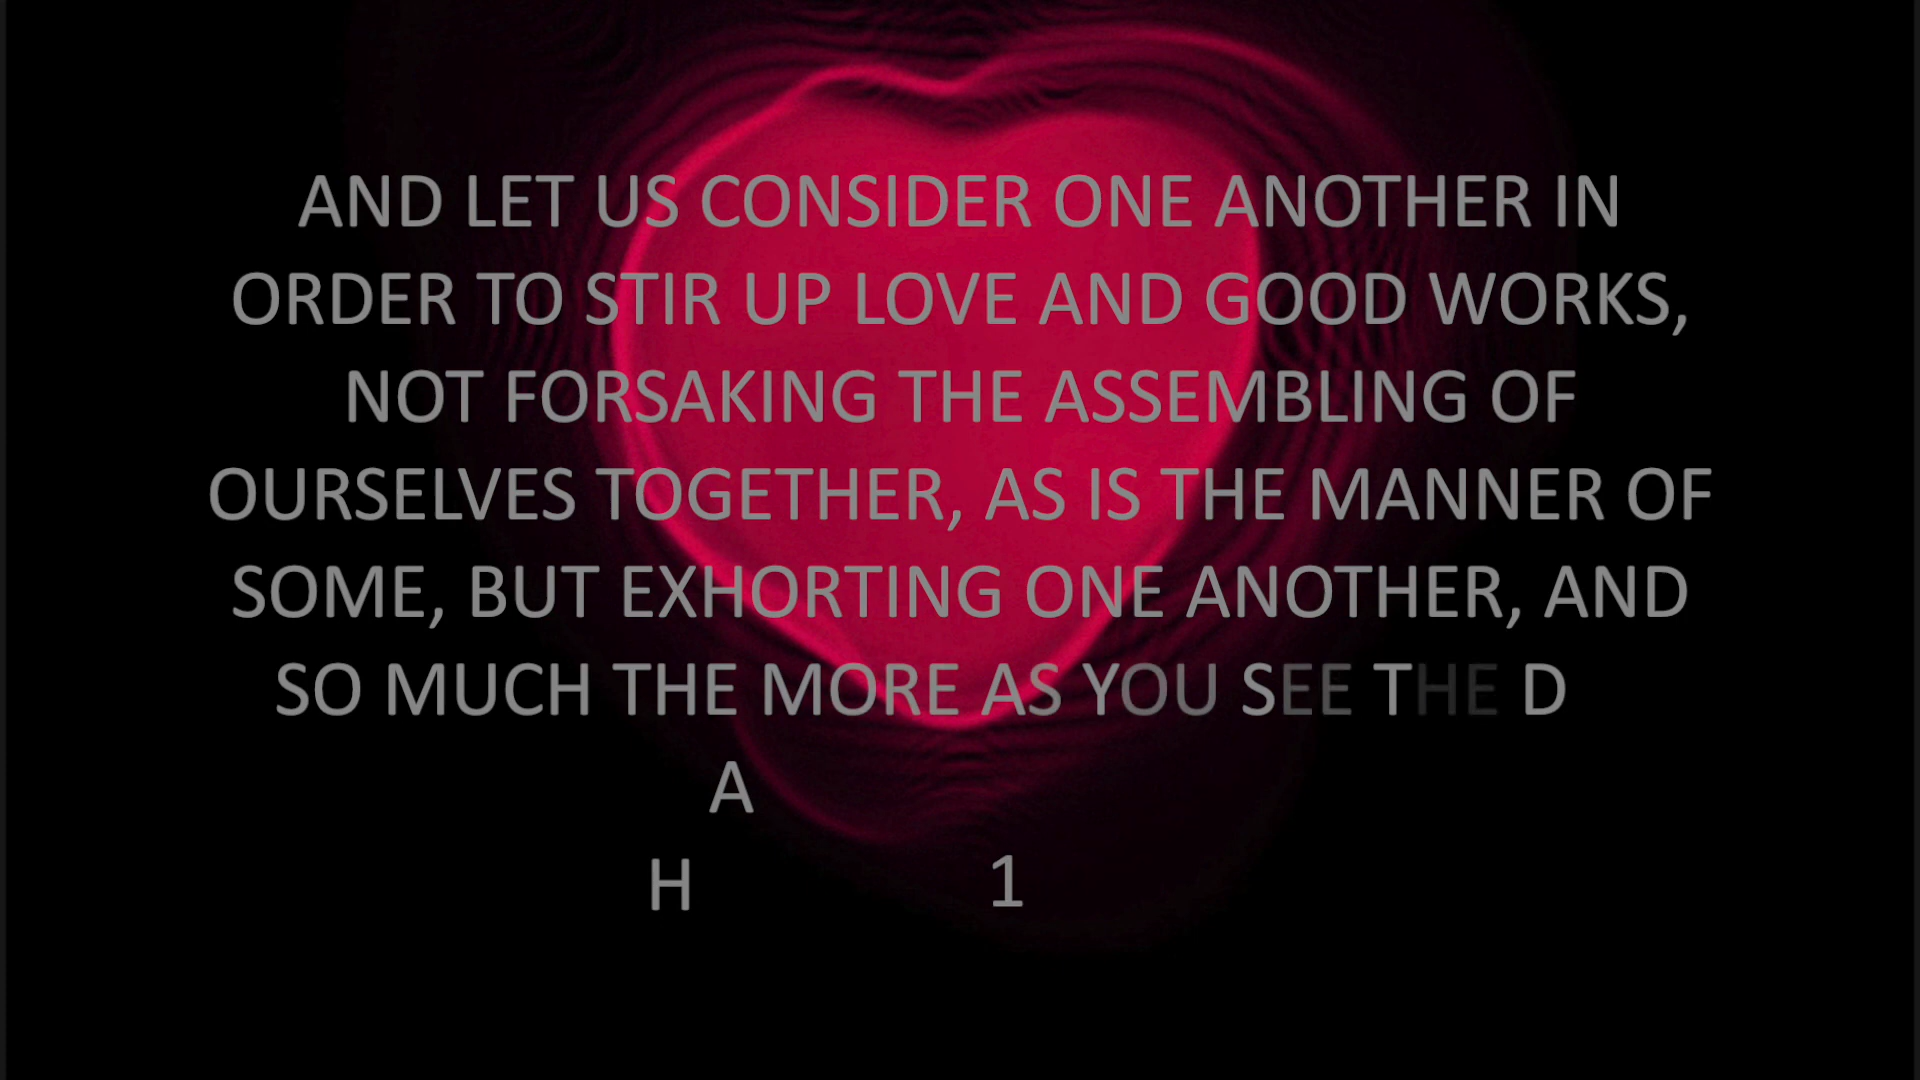 AND LET US CONSIDER ONE ANOTHER IN
ORDER TO STIR UP LOVE AND GOOD WORKS,
NOT FORSAKING THE ASSEMBLING OF
OURSELVES TOGETHER, AS IS THE MANNER OF
SOME, BUT EXHORTING ONE ANOTHER, AND
SO MUCH THE MORE AS YOU SEE THE D
A
H 1